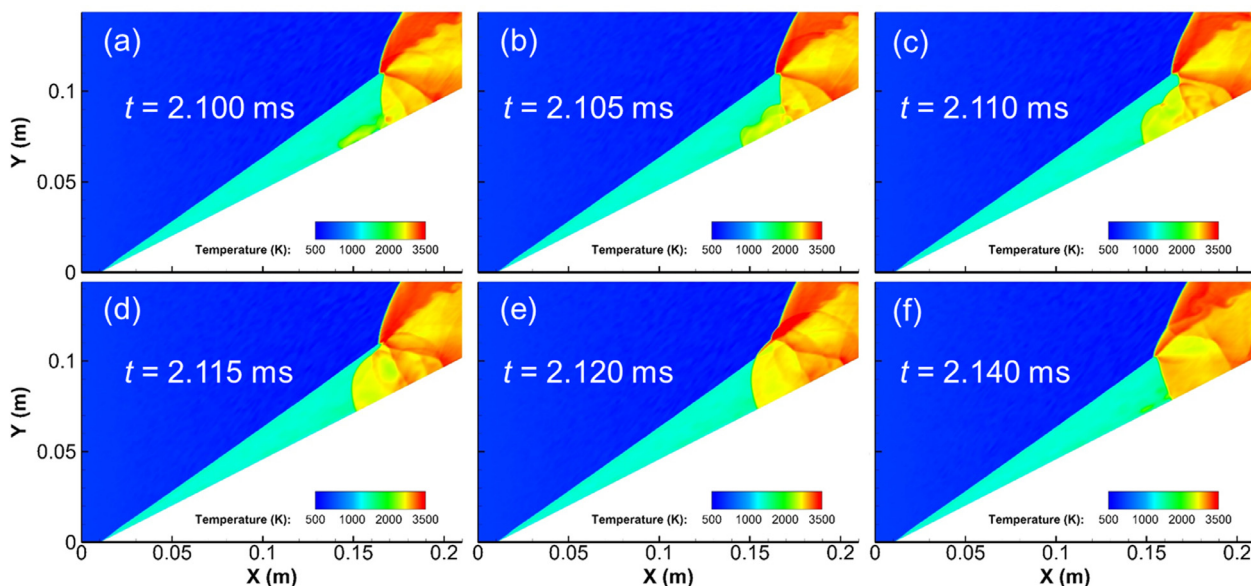 (a)
t = 2.100 ms
Y (m)
0.1
0.05
0
Temperature (K):
500 1000 2000 3500
(b)
t = 2.105 ms
Temperature (K):
500 1000 2000 3500
(c)
t = 2.110 ms
Temperature (K):
500 1000 2000 3500
(d)
t = 2.115 ms
Y (m)
0.1
0.05
0
Temperature (K):
500 1000 2000 3500
0 0.05 0.1 0.15 0.2
X (m)
(e)
t = 2.120 ms
Temperature (K):
500 1000 2000 3500
0 0.05 0.1 0.15 0.2
X (m)
(f)
t = 2.140 ms
Temperature (K):
500 1000 2000 3500
0 0.05 0.1 0.15 0.2
X (m)